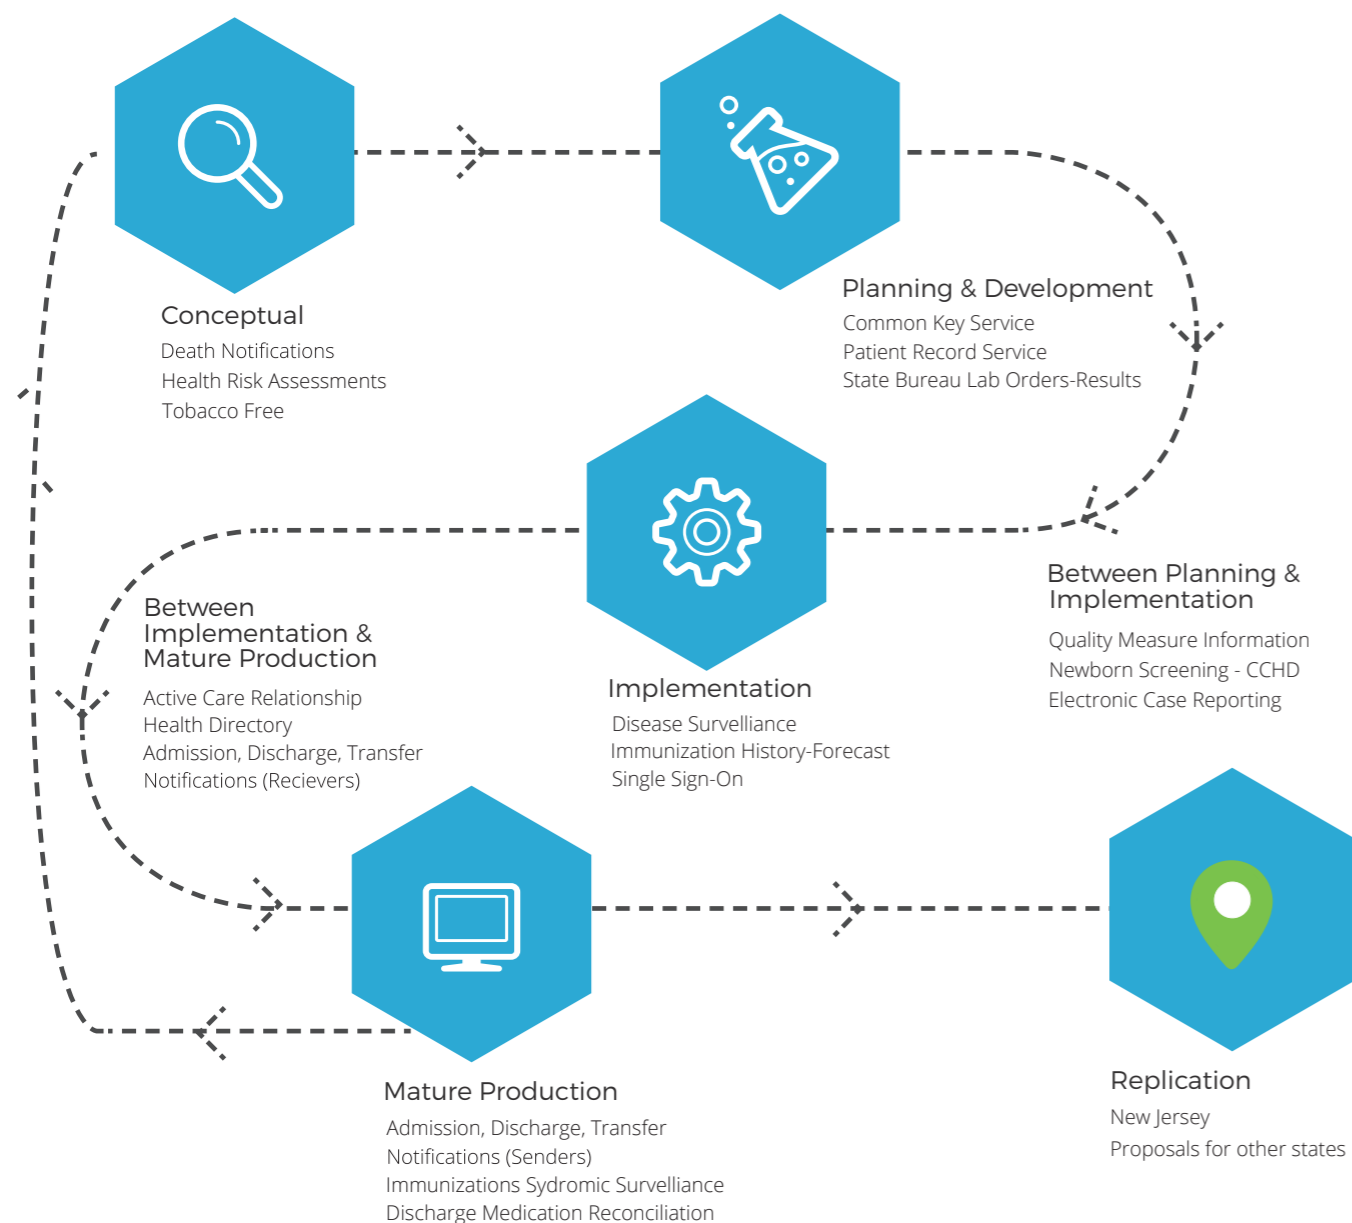 Conceptual
Death Notifications
Health Risk Assessments
Tobacco Free
Planning & Development
Common Key Service
Patient Record Service
State Bureau Lab Orders-Results
Between Planning &
Implementation
Quality Measure Information
Newborn Screening - CCHD
Electronic Case Reporting
Implementation
Disease Survelliance
Immunization History-Forecast
Single Sign-On
Between
Implementation &
Mature Production
Active Care Relationship
Health Directory
Admission, Discharge, Transfer
Notifications (Recievers)
Mature Production
Admission, Discharge, Transfer
Notifications (Senders)
Immunizations Sydromic Survelliance
Discharge Medication Reconciliation
Replication
New Jersey
Proposals for other states